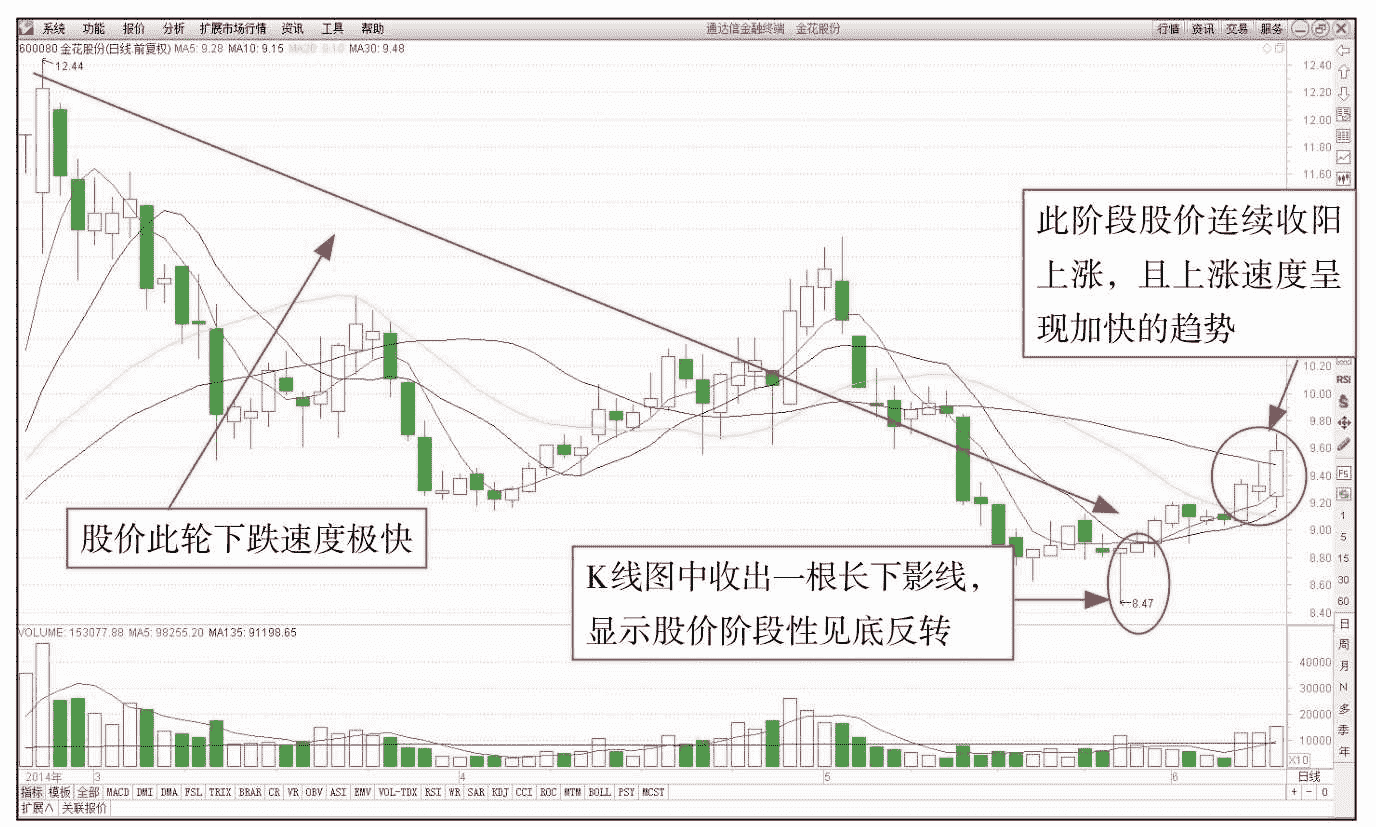 系统 功能 报价 分析 扩展市场行情 资讯 工具 帮助 通达信金融终端 金花股份 行情 资讯 交易 服务
600080 金花股份(日线 前复权) MA5: 9.28 MA10: 9.15 MA30: 9.48
12.44
12.40
12.20
12.00
11.80
11.60
此阶段股价连续收阳
上涨，且上涨速度呈
现加快的趋势
10.20
RSI
10.00
9.80
9.60
9.40
F5
9.20
1
股价此轮下跌速度极快
9.00
5
8.80
15
K线图中收出一根长下影线，
显示股价阶段性见底反转
8.60
30
8.47
60
8.40
VOLUME: 153077.88 MA5: 98255.20 MA135: 91198.65
日
周
40000
月
30000
N
20000
多
季
10000
年
X10
2014年 3 4 5 6 日线
指标 模板 全部 MACD DMI DMA FSL TRIX BRAR CR VR OBV ASI EMV VOL-TDX RSI WR SAR KDJ CCI ROC MTM BOLL PSY MCST + - 0
扩展∧ 关联报价